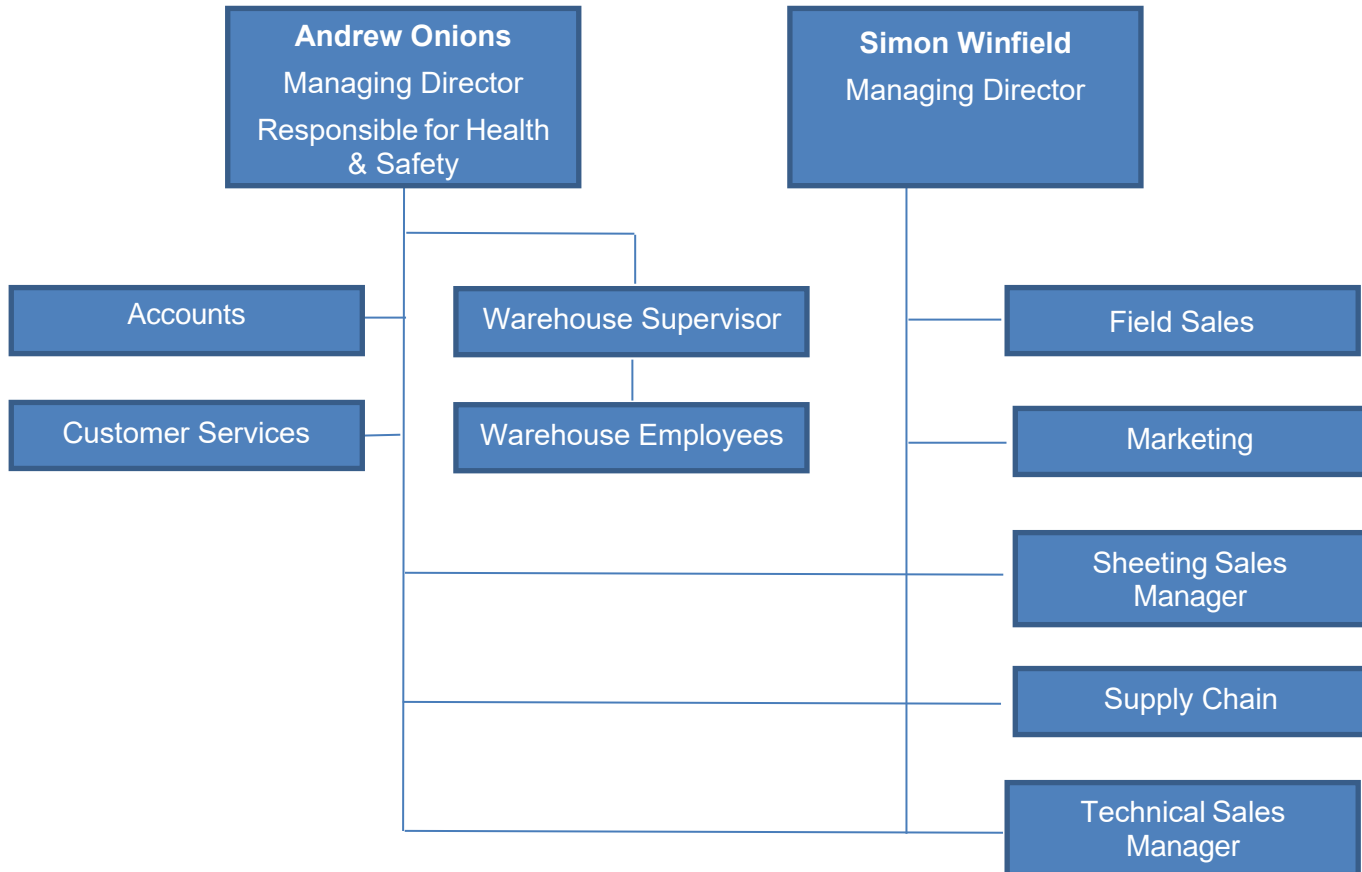 Andrew Onions
Managing Director
Responsible for Health
& Safety
Simon Winfield
Managing Director
Accounts
Warehouse Supervisor
Field Sales
Customer Services
Warehouse Employees
Marketing
Sheeting Sales
Manager
Supply Chain
Technical Sales
Manager